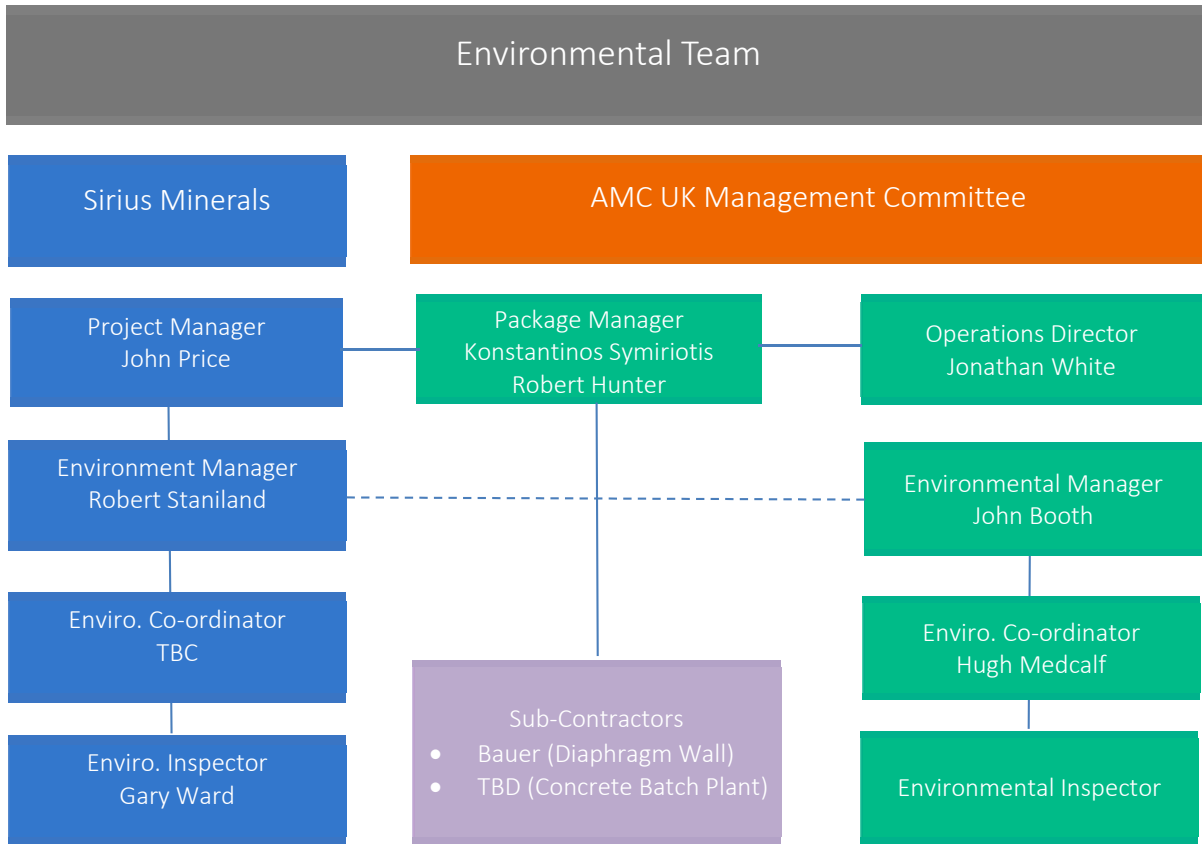 Environmental Team
Sirius Minerals
AMC UK Management Committee
Project Manager
John Price
Package Manager
Konstantinos Symiriotis
Robert Hunter
Operations Director
Jonathan White
Environment Manager
Robert Staniland
Environmental Manager
John Booth
Enviro. Co-ordinator
TBC
Enviro. Co-ordinator
Hugh Medcalf
Sub-Contractors
• Bauer (Diaphragm Wall)
• TBD (Concrete Batch Plant)
Enviro. Inspector
Gary Ward
Environmental Inspector